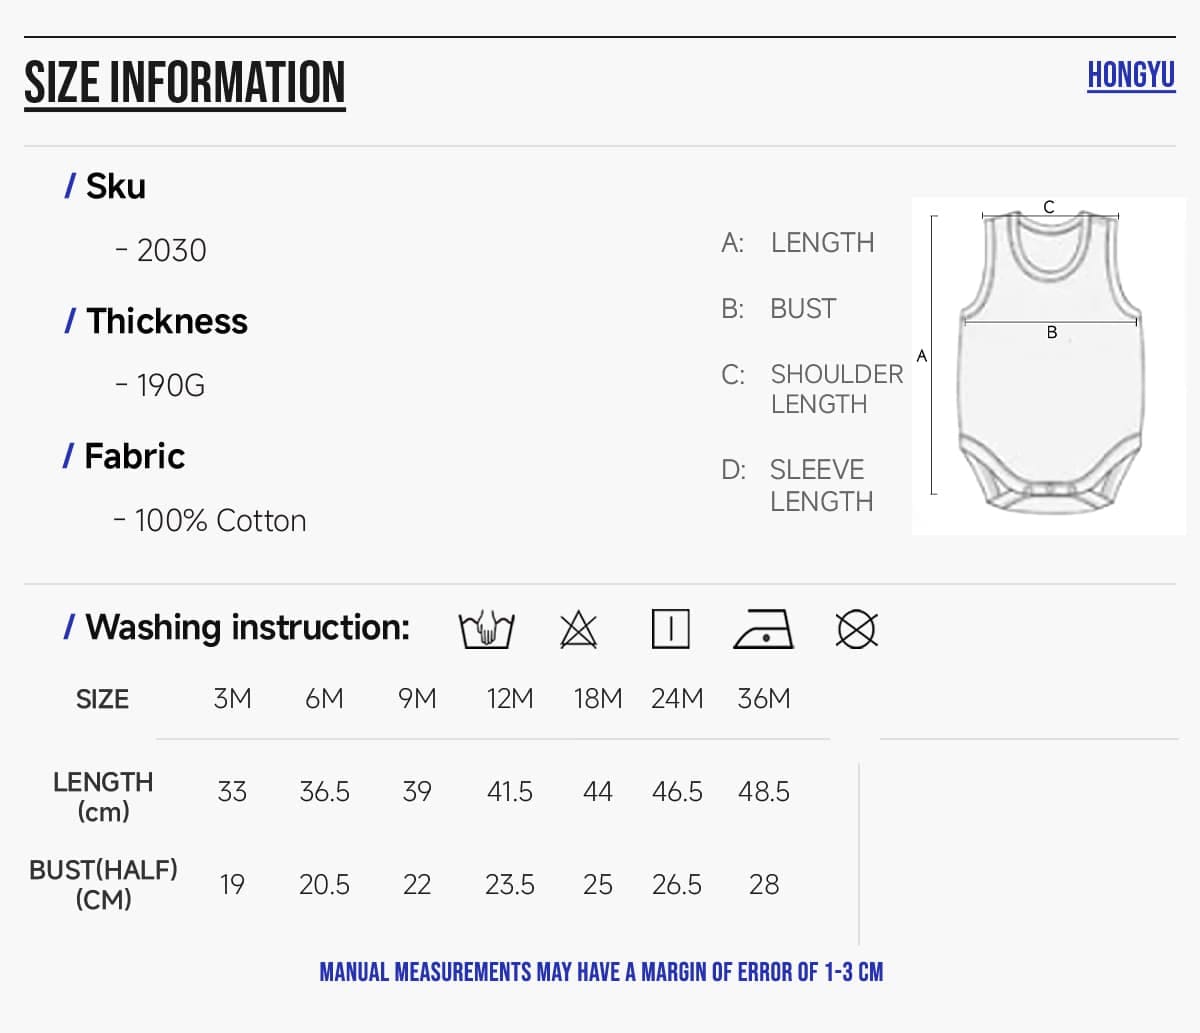 SIZE INFORMATION
HONGYU
/ Sku
- 2030
/ Thickness
- 190G
/ Fabric
- 100% Cotton
A: LENGTH
B: BUST
C: SHOULDER
LENGTH
D: SLEEVE
LENGTH
C
B
A
/ Washing instruction:
SIZE 3M 6M 9M 12M 18M 24M 36M
LENGTH
(cm) 33 36.5 39 41.5 44 46.5 48.5
BUST(HALF)
(CM) 19 20.5 22 23.5 25 26.5 28
MANUAL MEASUREMENTS MAY HAVE A MARGIN OF ERROR OF 1-3 CM